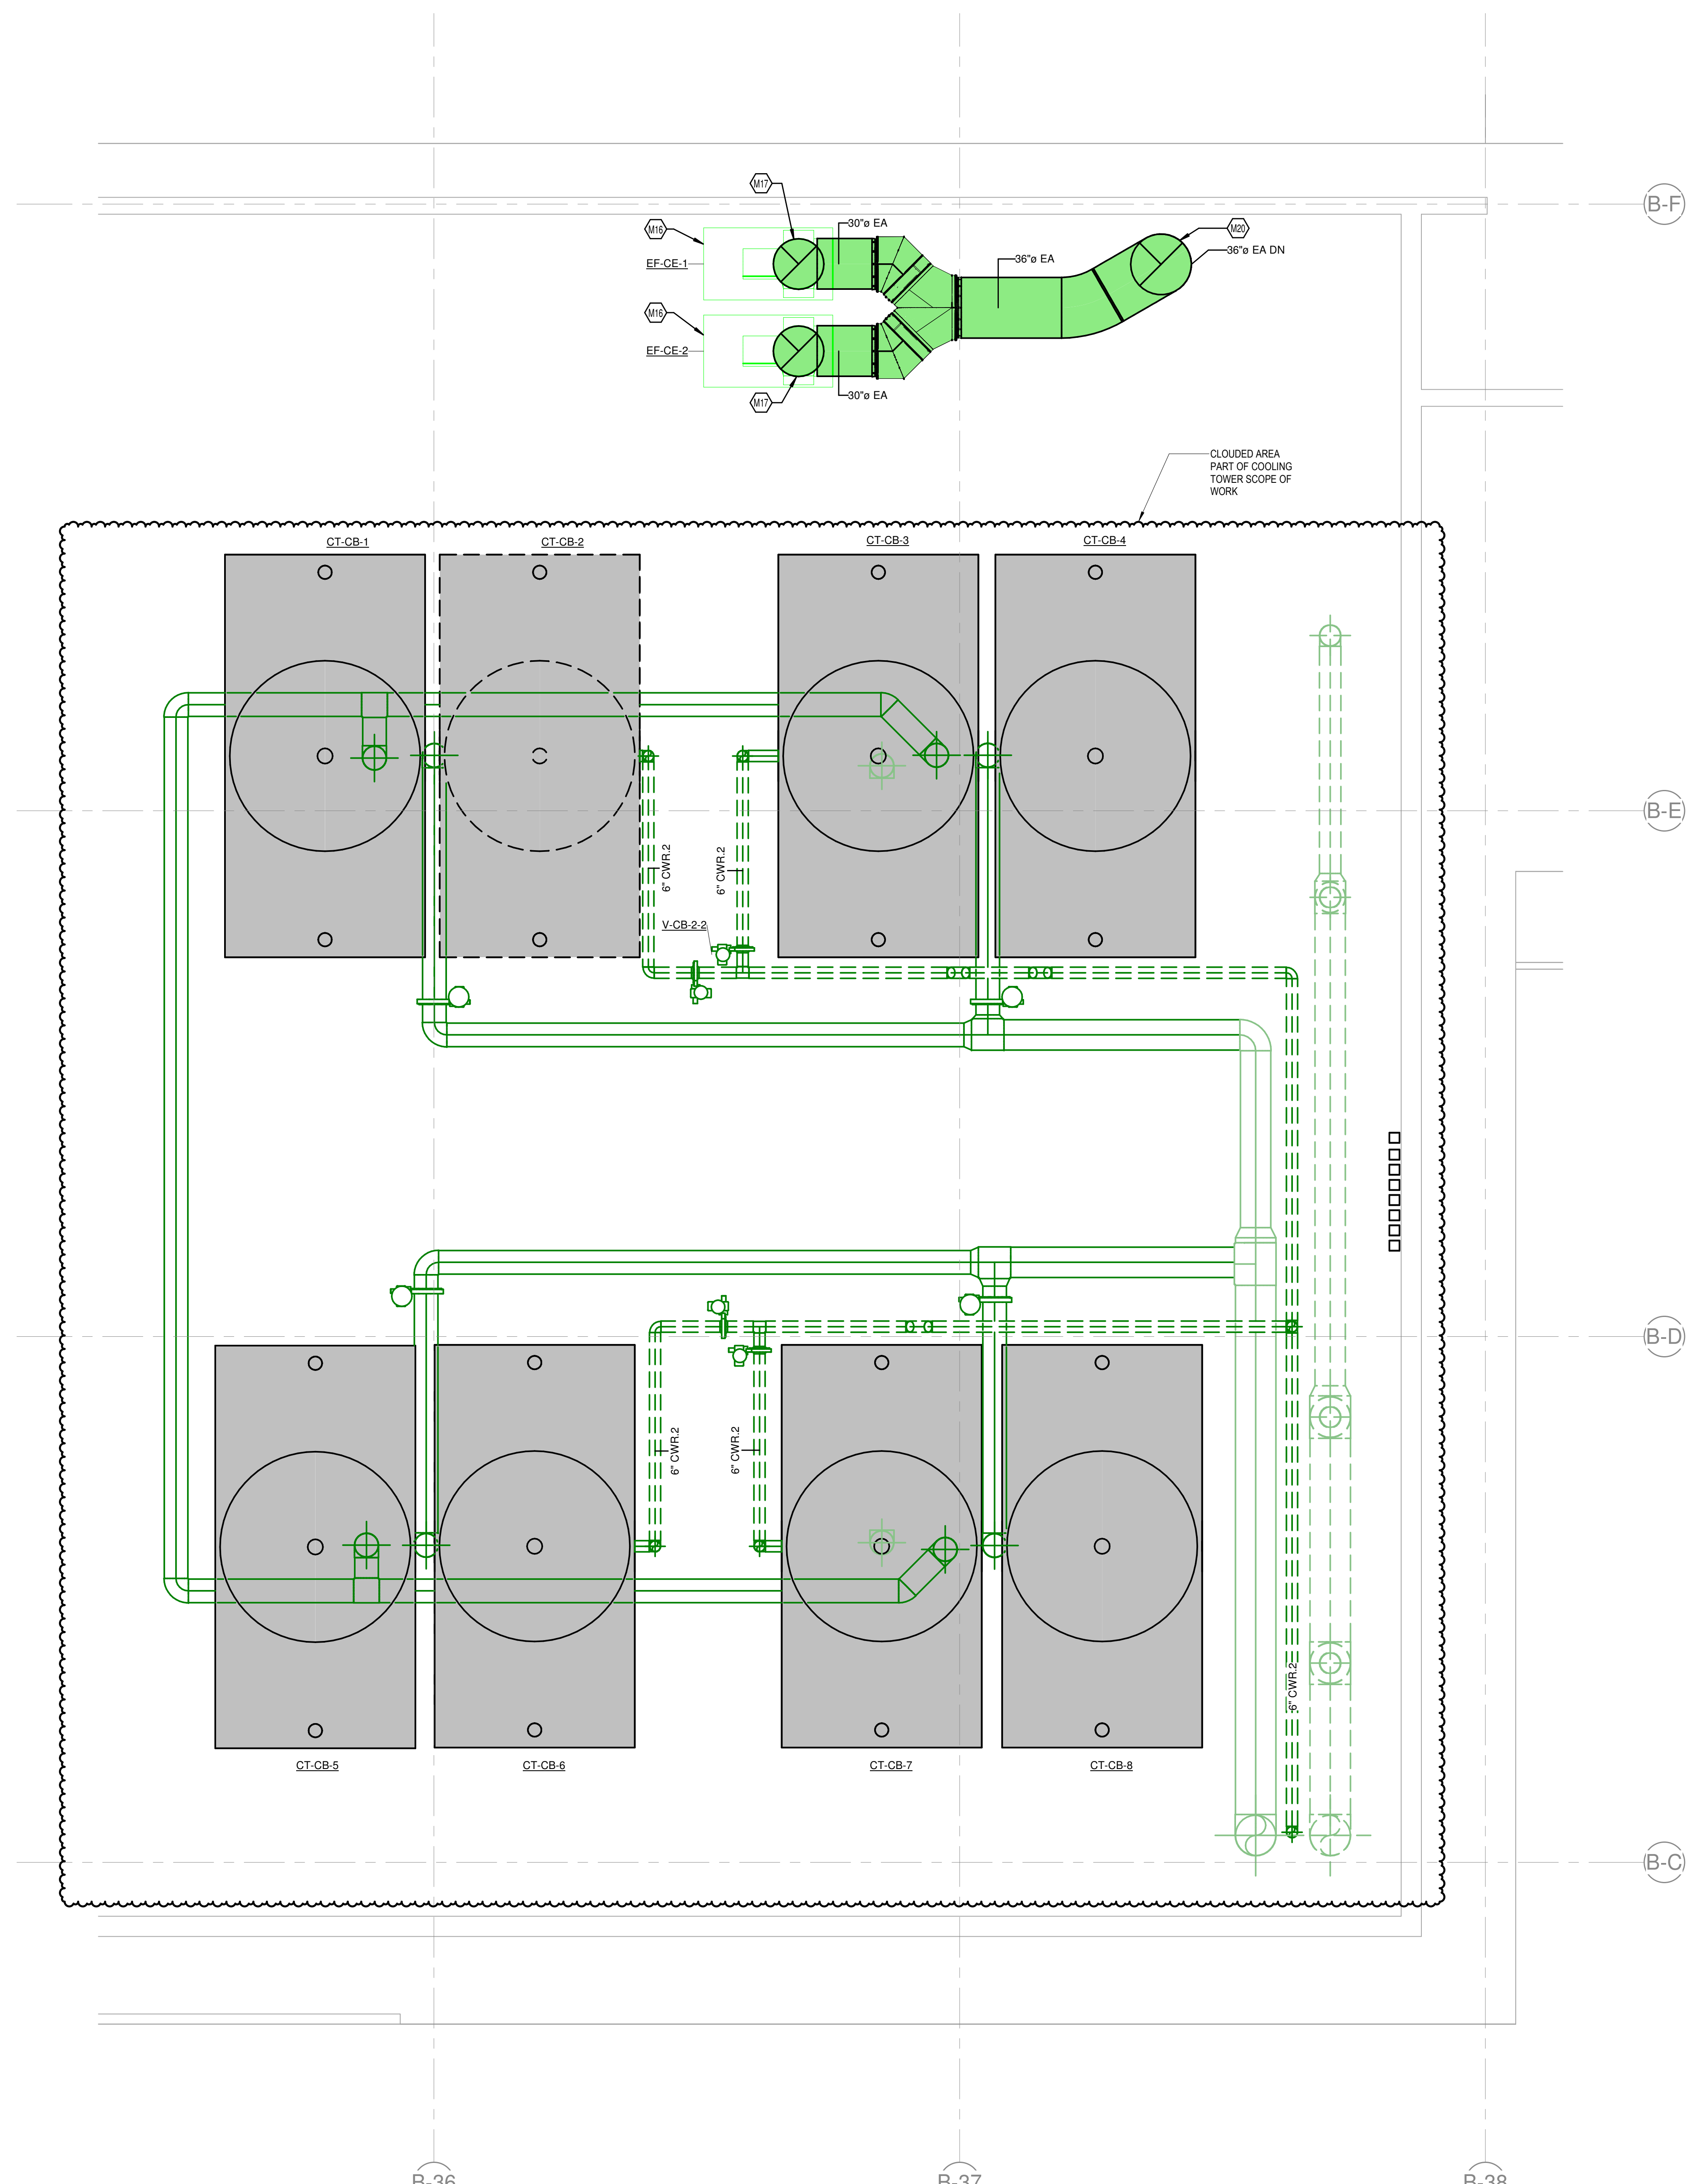 M17
B-F
M16
30"ø EA
M20
36"ø EA DN
36"ø EA
EF-CE-1
M16
EF-CE-2
30"ø EA
M17
CLOUDED AREA
PART OF COOLING
TOWER SCOPE OF
WORK
CT-CB-1
CT-CB-2
CT-CB-3
CT-CB-4
B-E
6" CWR.2
6" CWR.2
V-CB-2-2
B-D
6" CWR.2
6" CWR.2
6" CWR.2
CT-CB-5
CT-CB-6
CT-CB-7
CT-CB-8
B-C
B-36
B-37
B-38